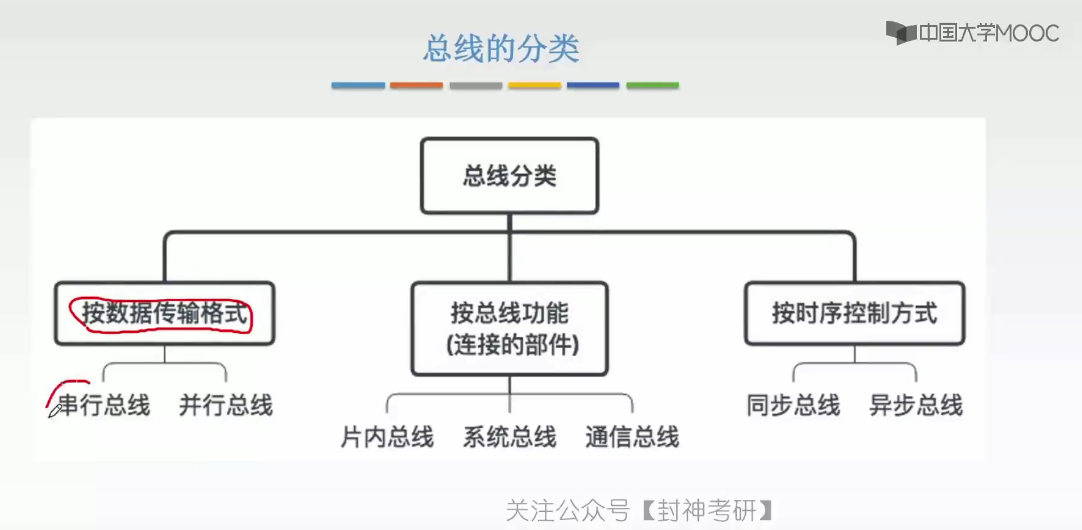 总线的分类
中国大学MOOC
总线分类
按数据传输格式
串行总线 并行总线
按总线功能
(连接的部件)
片内总线 系统总线 通信总线
按时序控制方式
同步总线 异步总线
关注公众号【封神考研】